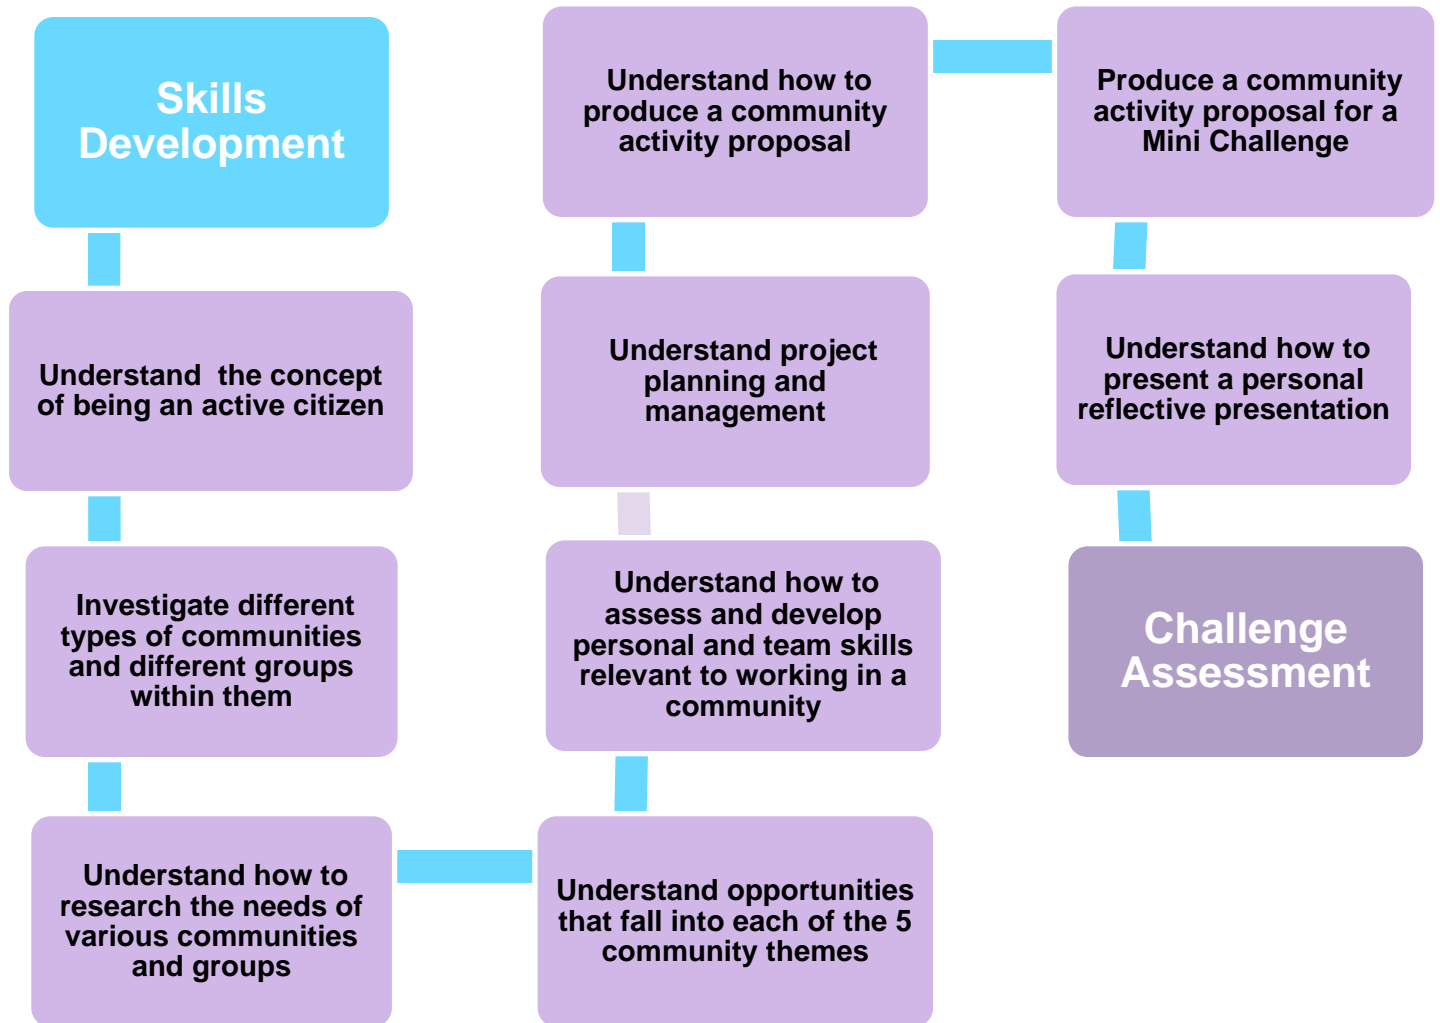 Skills
Development
Understand the concept
of being an active citizen
Investigate different
types of communities
and different groups
within them
Understand how to
research the needs of
various communities
and groups
Understand opportunities
that fall into each of the 5
community themes
Understand how to
assess and develop
personal and team skills
relevant to working in a
community
Understand project
planning and
management
Understand how to
produce a community
activity proposal
Produce a community
activity proposal for a
Mini Challenge
Understand how to
present a personal
reflective presentation
Challenge
Assessment